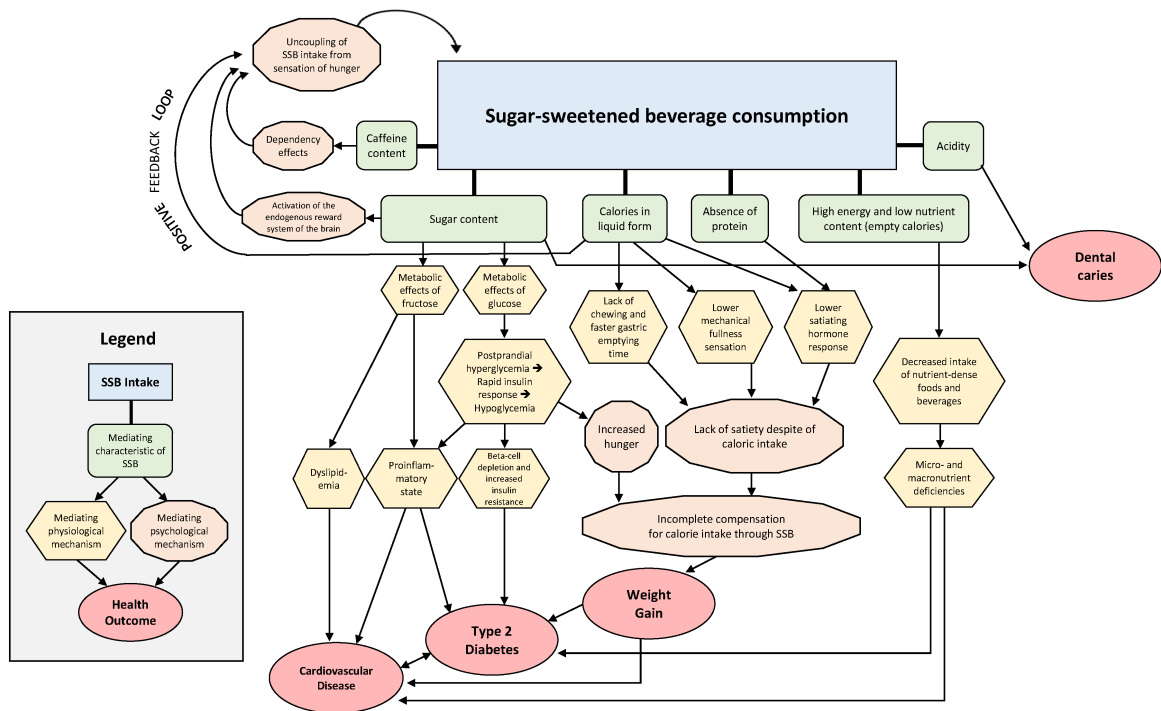 Uncoupling of
SSB intake from
sensation of hunger
Sugar-sweetened beverage consumption
POSITIVE FEEDBACK LOOP
Dependency
effects
Caffeine
content
Acidity
Activation of the
endogenous reward
system of the brain
Sugar content
Calories in
liquid form
Absence of
protein
High energy and low nutrient
content (empty calories)
Dental
caries
Metabolic
effects of
fructose
Metabolic
effects of
glucose
Lack of
chewing and
faster gastric
emptying
time
Lower
mechanical
fullness
sensation
Lower
satiating
hormone
response
Postprandial
hyperglycemia ➔
Rapid insulin
response ➔
Hypoglycemia
Decreased intake
of nutrient-dense
foods and
beverages
Increased
hunger
Lack of satiety despite of
caloric intake
Dyslipid-
emia
Proinflam-
matory
state
Beta-cell
depletion and
increased
insulin
resistance
Micro- and
macronutrient
deficiencies
Incomplete compensation
for calorie intake through SSB
Weight
Gain
Type 2
Diabetes
Cardiovascular
Disease
Legend
SSB Intake
Mediating
characteristic of
SSB
Mediating
physiological
mechanism
Mediating
psychological
mechanism
Health
Outcome